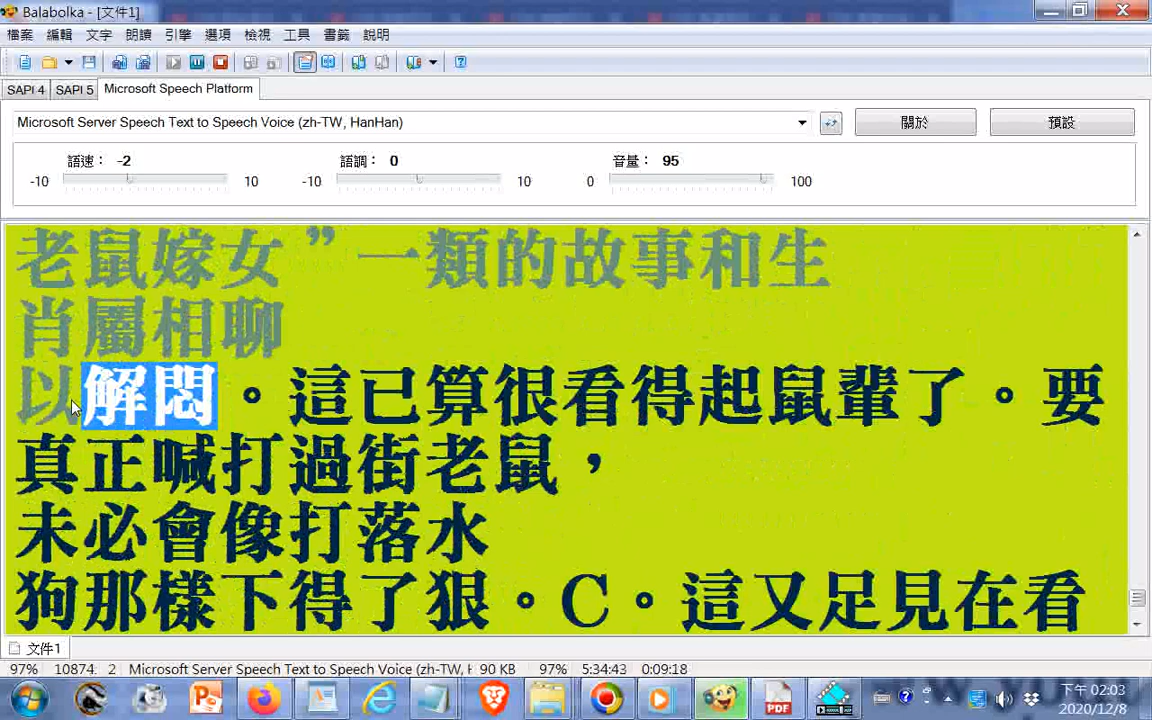 Balabolka - [文件1]
檔案 編輯 文字 朗讀 引擎 選項 檢視 工具 書籤 說明
SAPI 4 SAPI 5 Microsoft Speech Platform
Microsoft Server Speech Text to Speech Voice (zh-TW, HanHan) 關於 預設
語速： -2 語調： 0 音量： 95
-10 10 -10 10 0 100
老鼠嫁女”一類的故事和生
肖屬相聊
以解悶。這已算很看得起鼠輩了。要
真正喊打過街老鼠，
未必會像打落水
狗那樣下得了狠。C。這又足見在看
文件1
97% 10874: 2 Microsoft Server Speech Text to Speech Voice (zh-TW, H 90 KB 97% 5:34:43 0:09:18
下午 02:03
2020/12/8